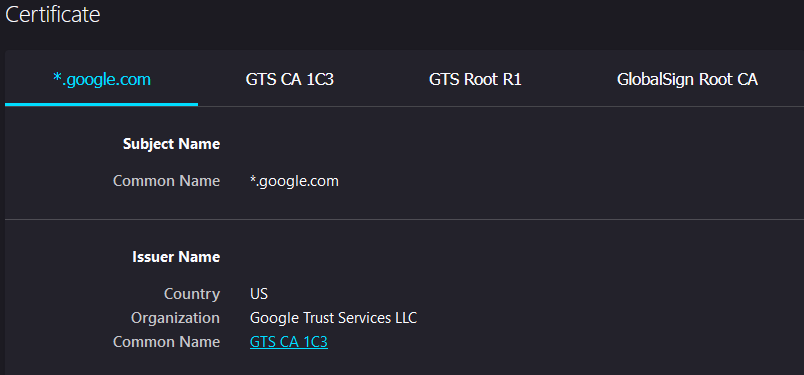 Certificate
*.google.com GTS CA 1C3 GTS Root R1 GlobalSign Root CA
Subject Name
Common Name *.google.com
Issuer Name
Country US
Organization Google Trust Services LLC
Common Name GTS CA 1C3